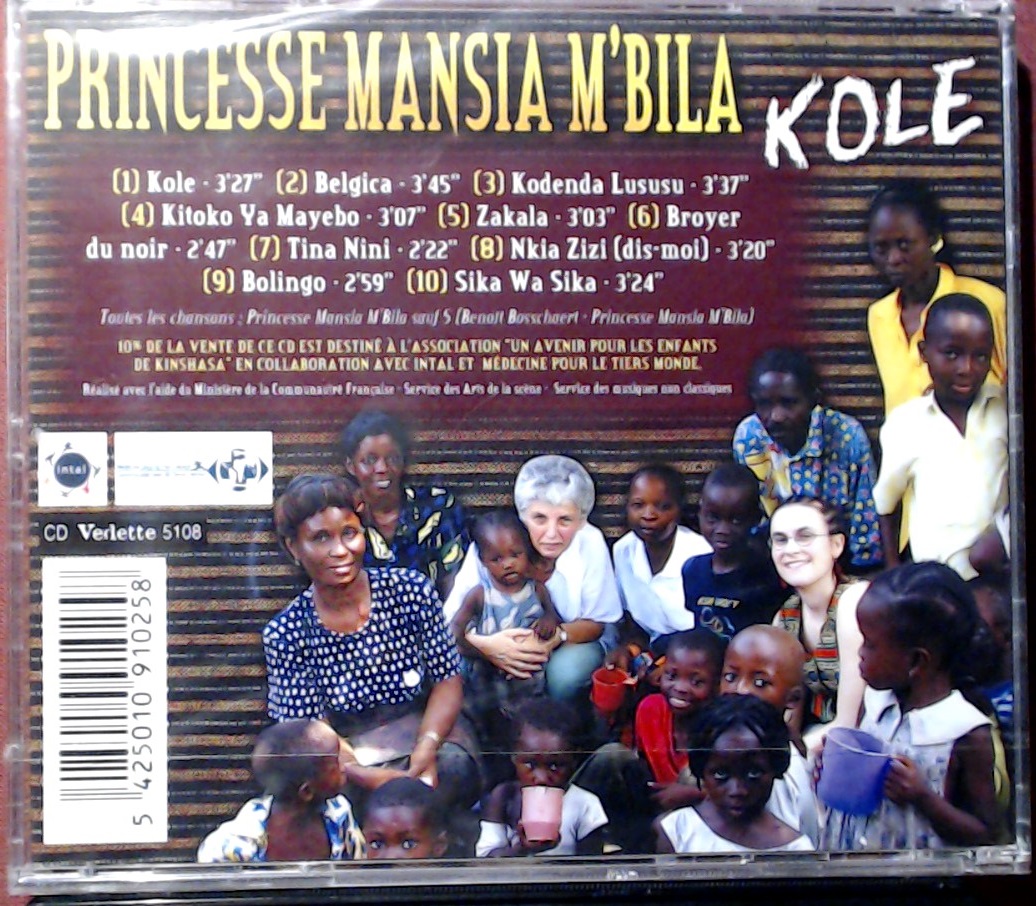 PRINCESSE MANSIA M'BILA
KOLE
(1) Kole · 3'27" (2) Belgica · 3'45" (3) Kodenda Lususu · 3'37"
(4) Kitoko Ya Mayebo · 3'07" (5) Zakala · 3'03" (6) Broyer
du noir · 2'47" (7) Tina Nini · 2'22" (8) Nkia Zizi (dis-moi) · 3'20"
(9) Bolingo · 2'59" (10) Sika Wa Sika · 3'24"
Toutes les chansons : Princesse Mansia M'Bila sauf 5 (Benoît Bosschaert · Princesse Mansia M'Bila)
10% DE LA VENTE DE CE CD EST DESTINÉ À L'ASSOCIATION "UN AVENIR POUR LES ENFANTS
DE KINSHASA" EN COLLABORATION AVEC INTAL ET MÉDECINE POUR LE TIERS MONDE.
Réalisé avec l'aide du Ministère de la Communauté Française · Service des Arts de la scène · Service des musiques non classiques
intal
CD Verlette 5108
5 425010 910258